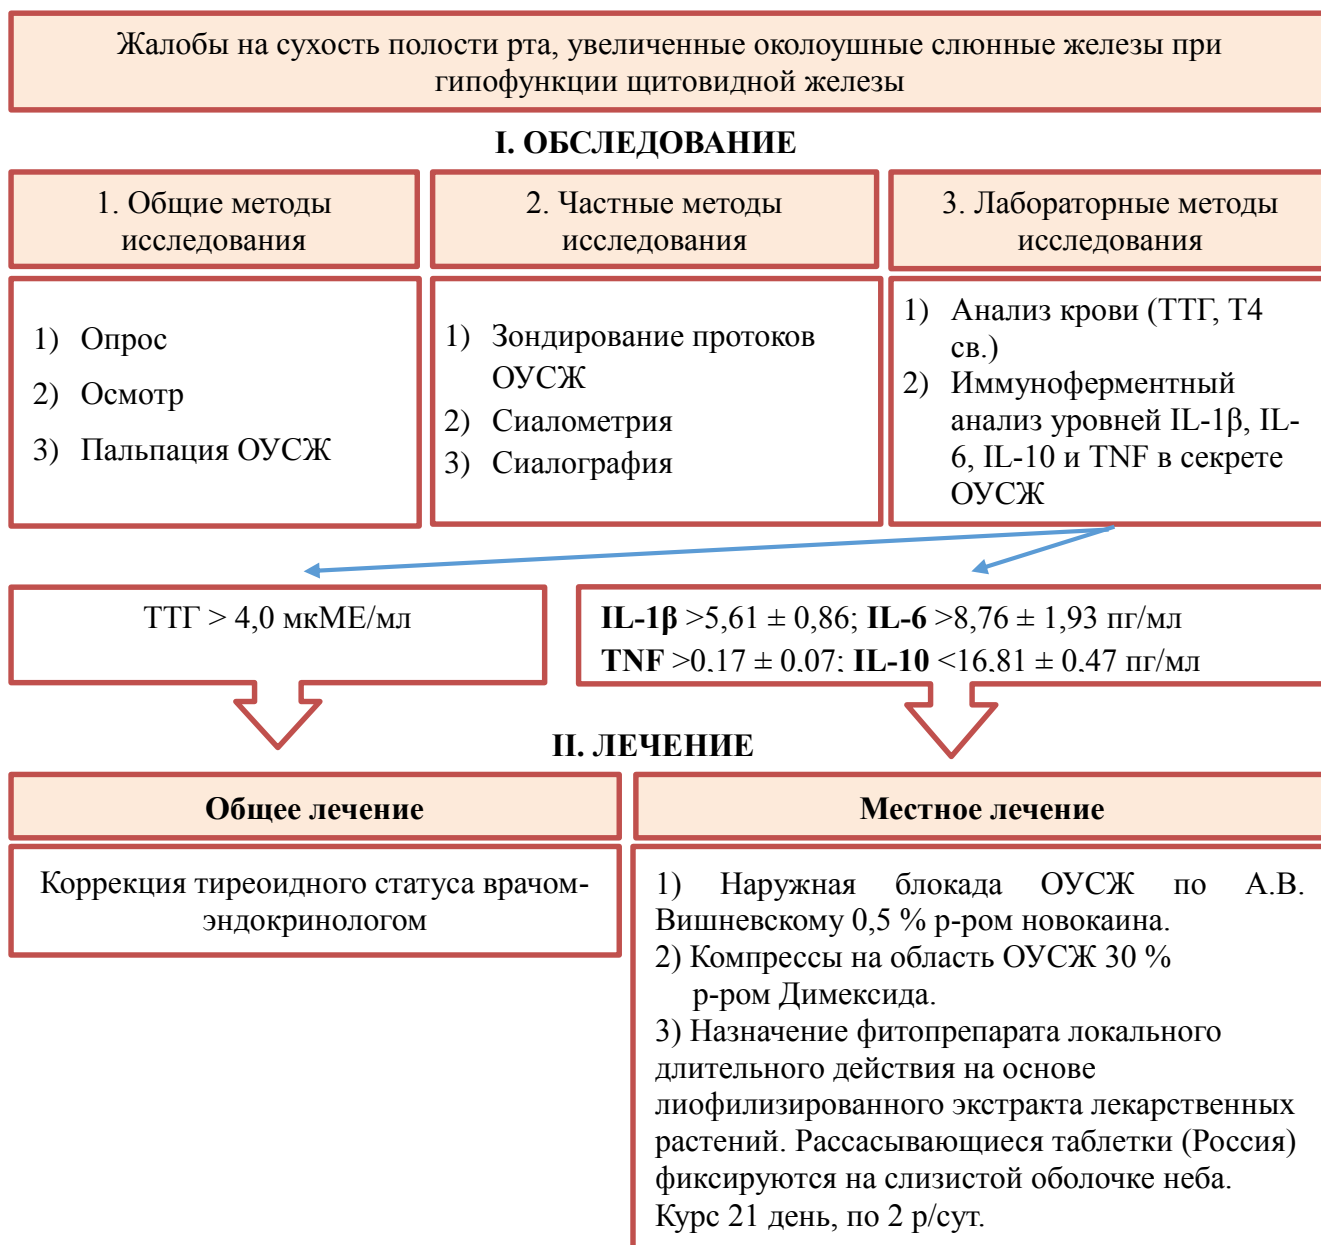 Жалобы на сухость полости рта, увеличенные околоушные слюнные железы при
гипофункции щитовидной железы
I. ОБСЛЕДОВАНИЕ
1. Общие методы
исследования
2. Частные методы
исследования
3. Лабораторные методы
исследования
1) Опрос
2) Осмотр
3) Пальпация ОУСЖ
1) Зондирование протоков
ОУСЖ
2) Сиалометрия
3) Сиалография
1) Анализ крови (ТТГ, Т4
св.)
2) Иммуноферментный
анализ уровней IL-1β, IL-
6, IL-10 и TNF в секрете
ОУСЖ
ТТГ > 4,0 мкМЕ/мл
IL-1β >5,61 ± 0,86; IL-6 >8,76 ± 1,93 пг/мл
TNF >0,17 ± 0,07; IL-10 <16,81 ± 0,47 пг/мл
II. ЛЕЧЕНИЕ
Общее лечение
Местное лечение
Коррекция тиреоидного статуса врачом-
эндокринологом
1) Наружная блокада ОУСЖ по А.В.
Вишневскому 0,5 % р-ром новокаина.
2) Компрессы на область ОУСЖ 30 %
р-ром Димексида.
3) Назначение фитопрепарата локального
длительного действия на основе
лиофилизированного экстракта лекарственных
растений. Рассасывающиеся таблетки (Россия)
фиксируются на слизистой оболочке неба.
Курс 21 день, по 2 р/сут.